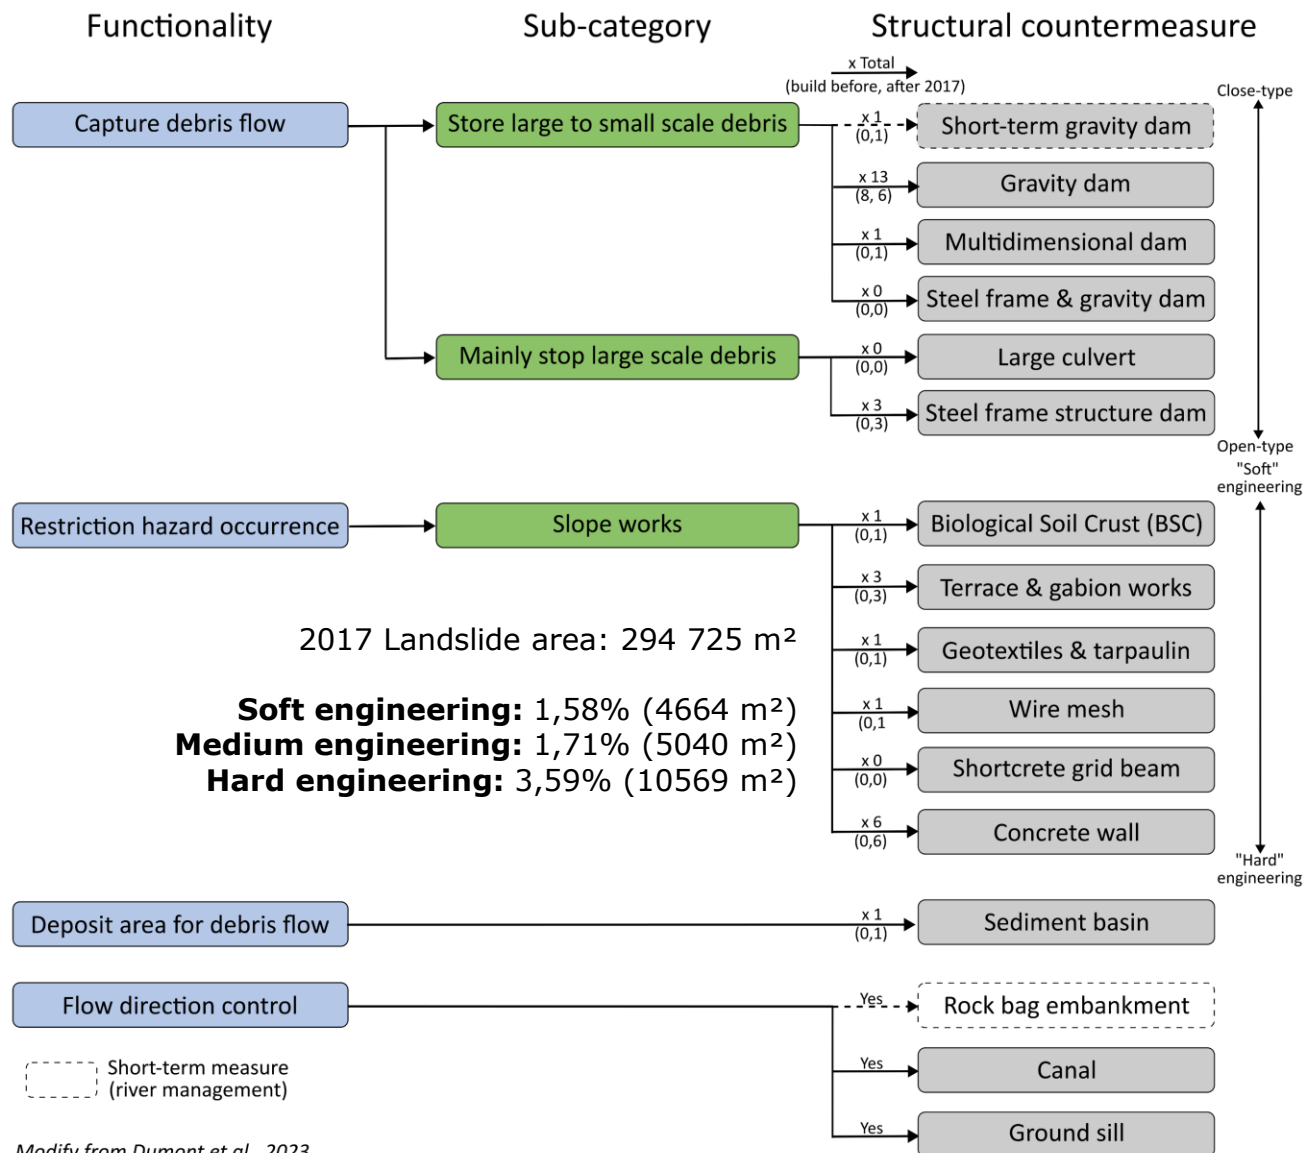 Functionality
Sub-category
Structural countermeasure
x Total
(build before, after 2017)
Close-type
Capture debris flow
Store large to small scale debris
x 1
(0,1)
Short-term gravity dam
x 13
(8, 6)
Gravity dam
x 1
(0,1)
Multidimensional dam
x 0
(0,0)
Steel frame & gravity dam
Mainly stop large scale debris
x 0
(0,0)
Large culvert
x 3
(0,3)
Steel frame structure dam
Open-type
"Soft"
engineering
Restriction hazard occurrence
Slope works
x 1
(0,1)
Biological Soil Crust (BSC)
x 3
(0,3)
Terrace & gabion works
2017 Landslide area: 294 725 m²
x 1
(0,1)
Geotextiles & tarpaulin
Soft engineering: 1,58% (4664 m²)
Medium engineering: 1,71% (5040 m²)
Hard engineering: 3,59% (10569 m²)
x 1
(0,1
Wire mesh
x 0
(0,0)
Shortcrete grid beam
x 6
(0,6)
Concrete wall
"Hard"
engineering
Deposit area for debris flow
x 1
(0,1)
Sediment basin
Flow direction control
Yes
Rock bag embankment
Short-term measure
(river management)
Yes
Canal
Yes
Ground sill
Modify from Dumont et al., 2023